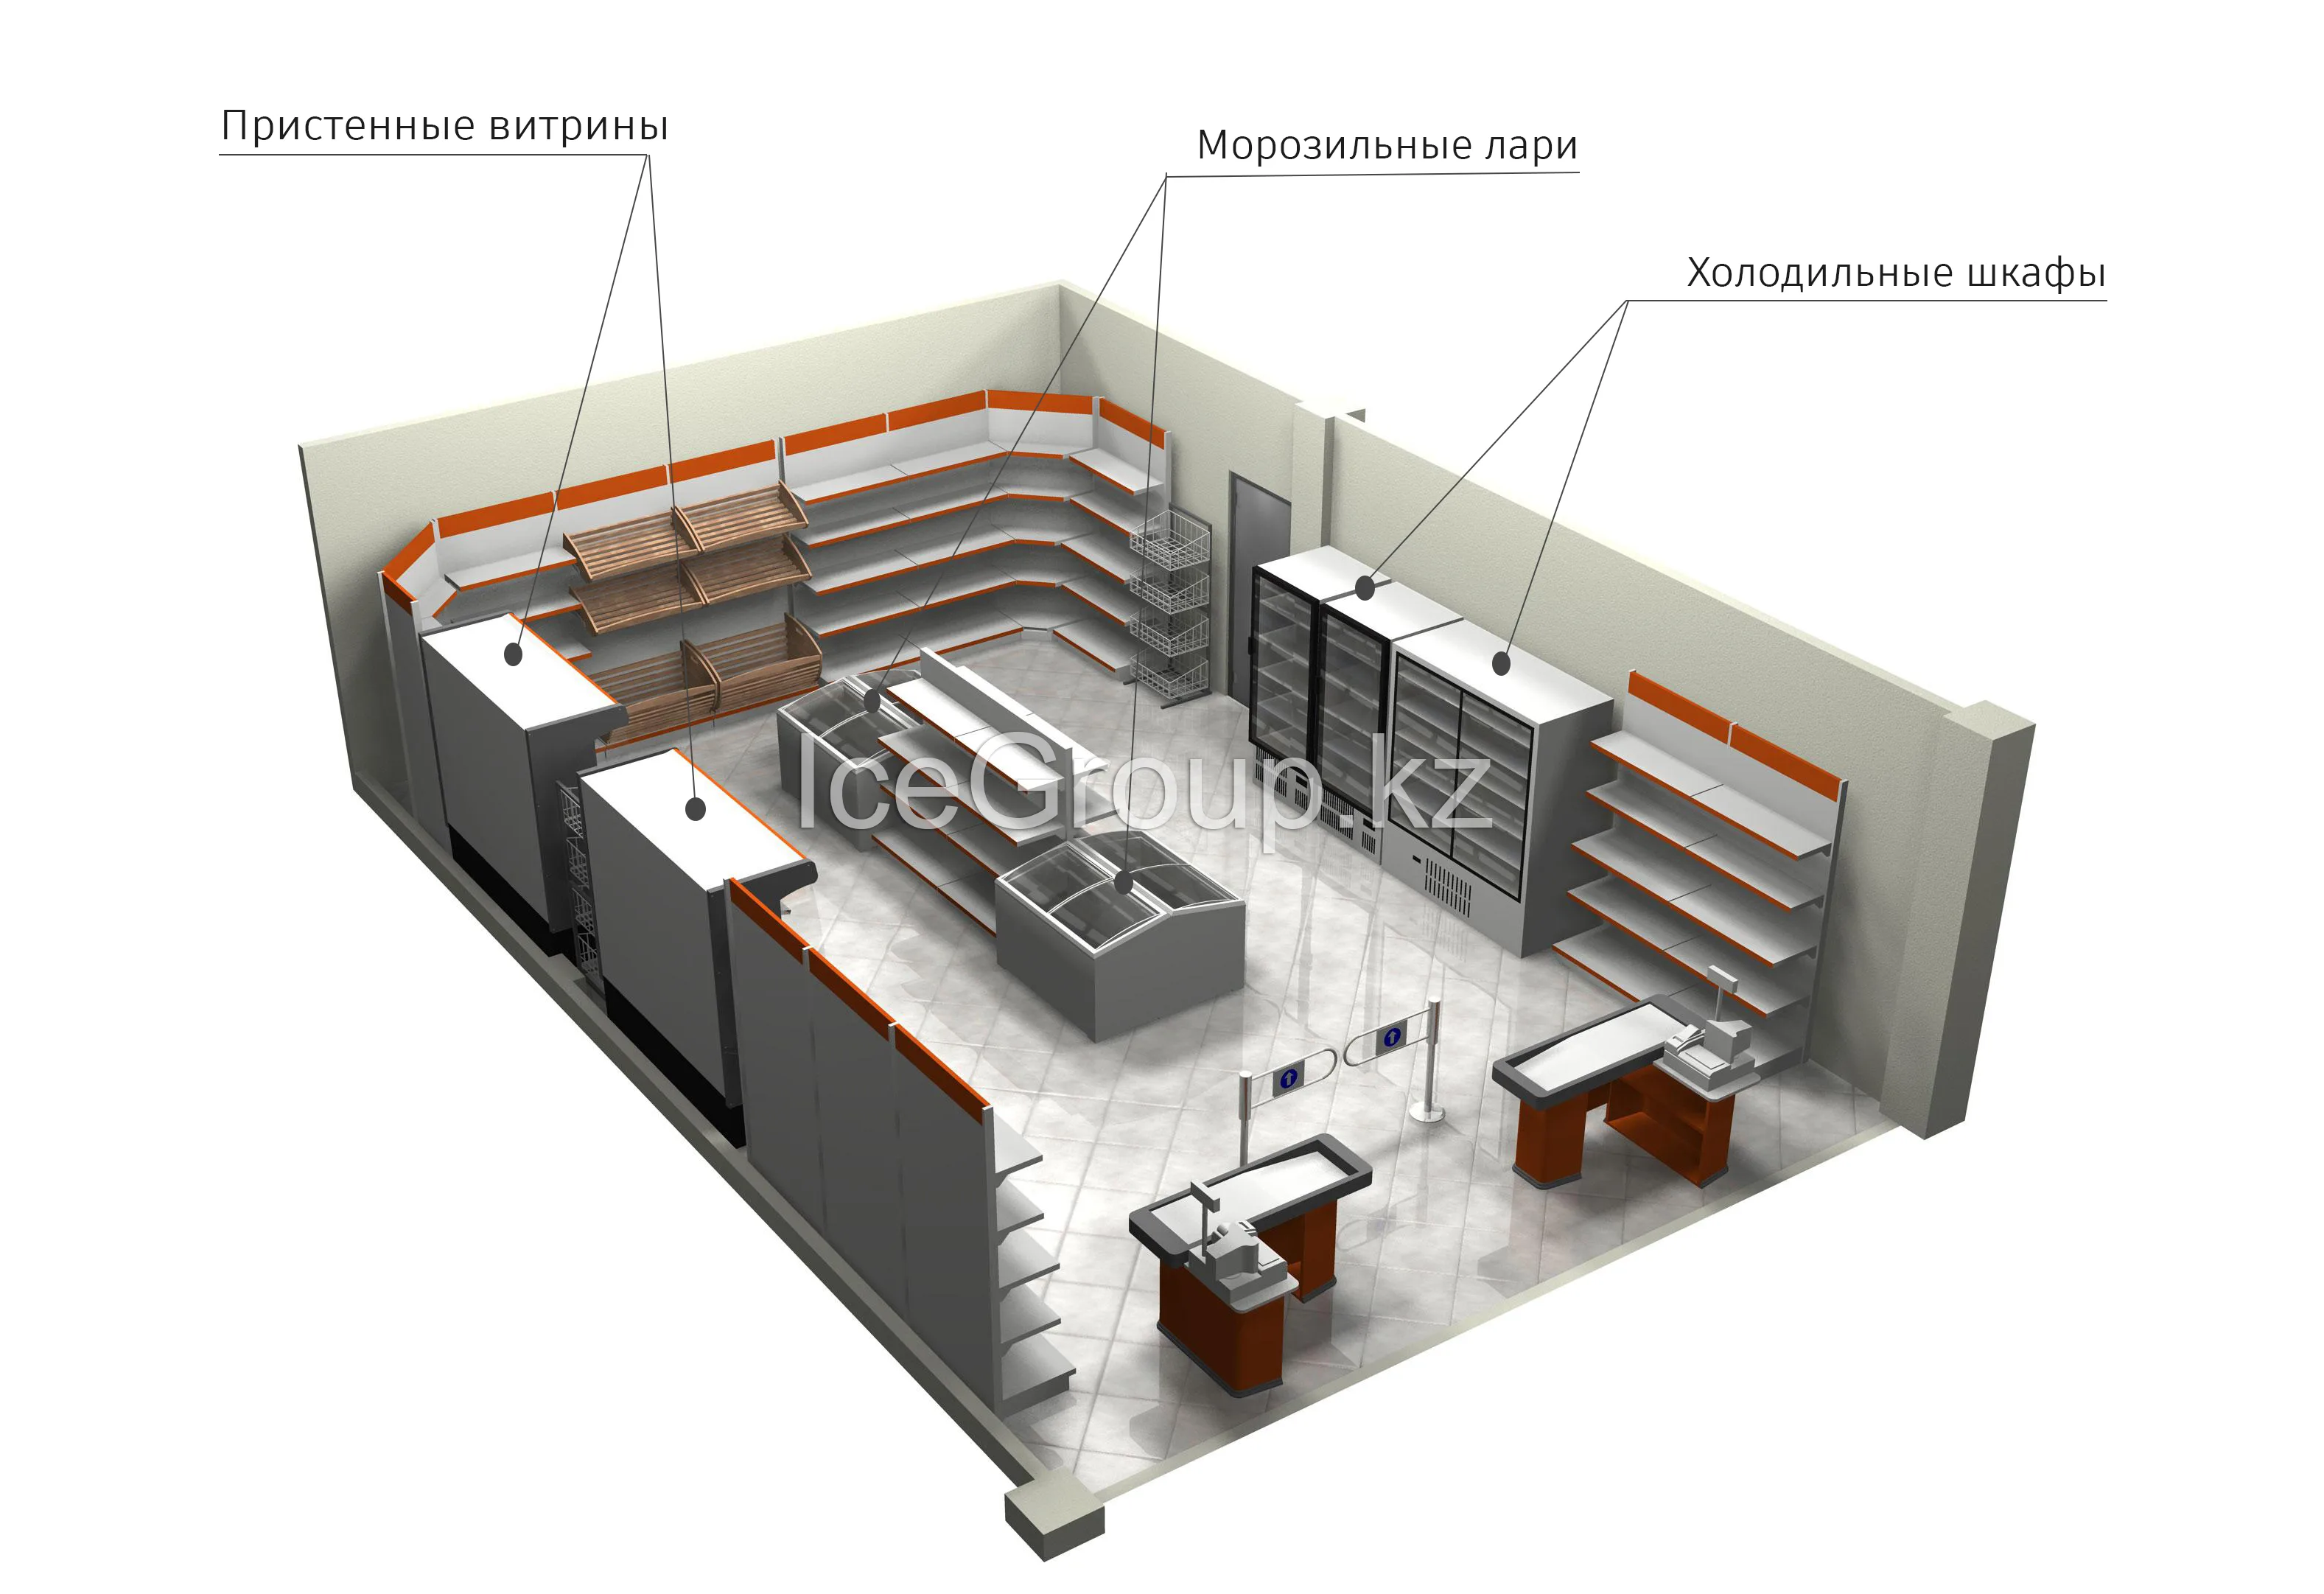 Пристенные витрины
Морозильные лари
Холодильные шкафы
IceGroup.kz